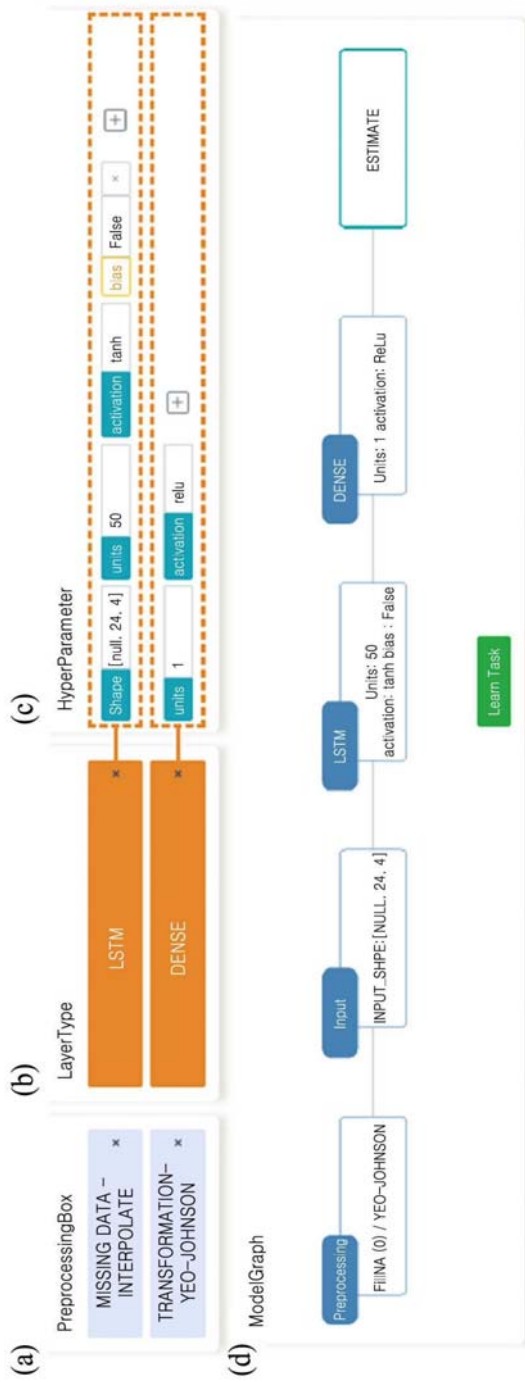 (a)
PreprocessingBox
MISSING DATA –
INTERPOLATE
×
TRANSFORMATION–
YEO-JOHNSON
×
(b)
LayerType
LSTM
×
DENSE
×
(c)
HyperParameter
Shape [null. 24. 4] units 50 activation tanh bias False × +
units 1 activation relu +
(d)
ModelGraph
Preprocessing
FillNA (0) / YEO-JOHNSON
Input
INPUT_SHPE:[NULL. 24. 4]
LSTM
Units: 50
activation: tanh bias : False
DENSE
Units: 1 activation: ReLu
ESTIMATE
Learn Task